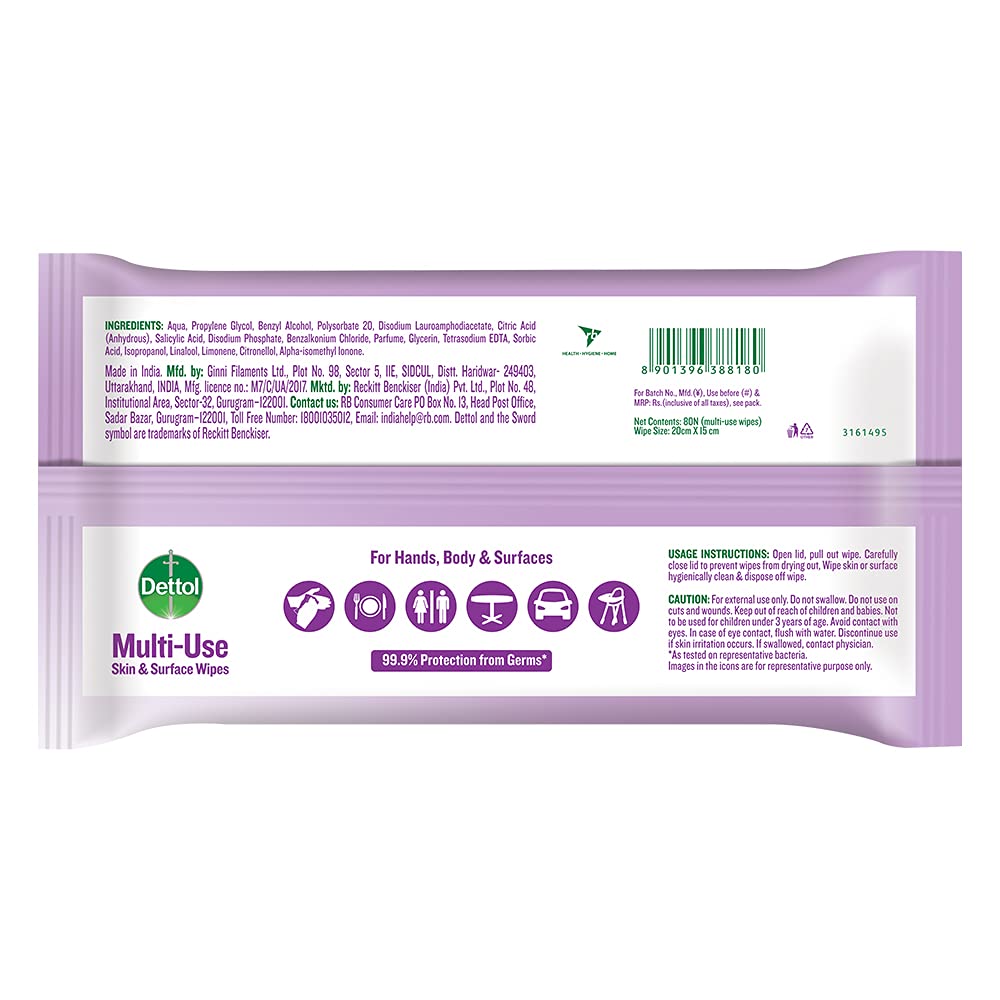 INGREDIENTS: Aqua, Propylene Glycol, Benzyl Alcohol, Polysorbate 20, Disodium Lauroamphodiacetate, Citric Acid
(Anhydrous), Salicylic Acid, Disodium Phosphate, Benzalkonium Chloride, Parfume, Glycerin, Tetrasodium EDTA, Sorbic
Acid, Isopropanol, Linalool, Limonene, Citronellol, Alpha-isomethyl Ionone.
Made in India. Mfd. by: Ginni Filaments Ltd., Plot No. 98, Sector 5, IIE, SIDCUL, Distt. Haridwar- 249403,
Uttarakhand, INDIA, Mfg. licence no.: M7/C/UA/2017. Mktd. by: Reckitt Benckiser (India) Pvt. Ltd., Plot No. 48,
Institutional Area, Sector-32, Gurugram-122001. Contact us: RB Consumer Care PO Box No. 13, Head Post Office,
Sadar Bazar, Gurugram-122001, Toll Free Number: 18001035012, Email: indiahelp@rb.com. Dettol and the Sword
symbol are trademarks of Reckitt Benckiser.
rb
HEALTH • HYGIENE • HOME
8 901396 388180
For Batch No., Mfd.(¥), Use before (#) &
MRP: Rs.(inclusive of all taxes), see pack.
Net Contents: 80N (multi-use wipes)
Wipe Size: 20cm X 15 cm
7
OTHER
3161495
Dettol
Multi-Use
Skin & Surface Wipes
For Hands, Body & Surfaces
99.9% Protection from Germs*
USAGE INSTRUCTIONS: Open lid, pull out wipe. Carefully
close lid to prevent wipes from drying out, Wipe skin or surface
hygienically clean & dispose off wipe.
CAUTION: For external use only. Do not swallow. Do not use on
cuts and wounds. Keep out of reach of children and babies. Not
to be used for children under 3 years of age. Avoid contact with
eyes. In case of eye contact, flush with water. Discontinue use
if skin irritation occurs. If swallowed, contact physician.
*As tested on representative bacteria.
Images in the icons are for representative purpose only.